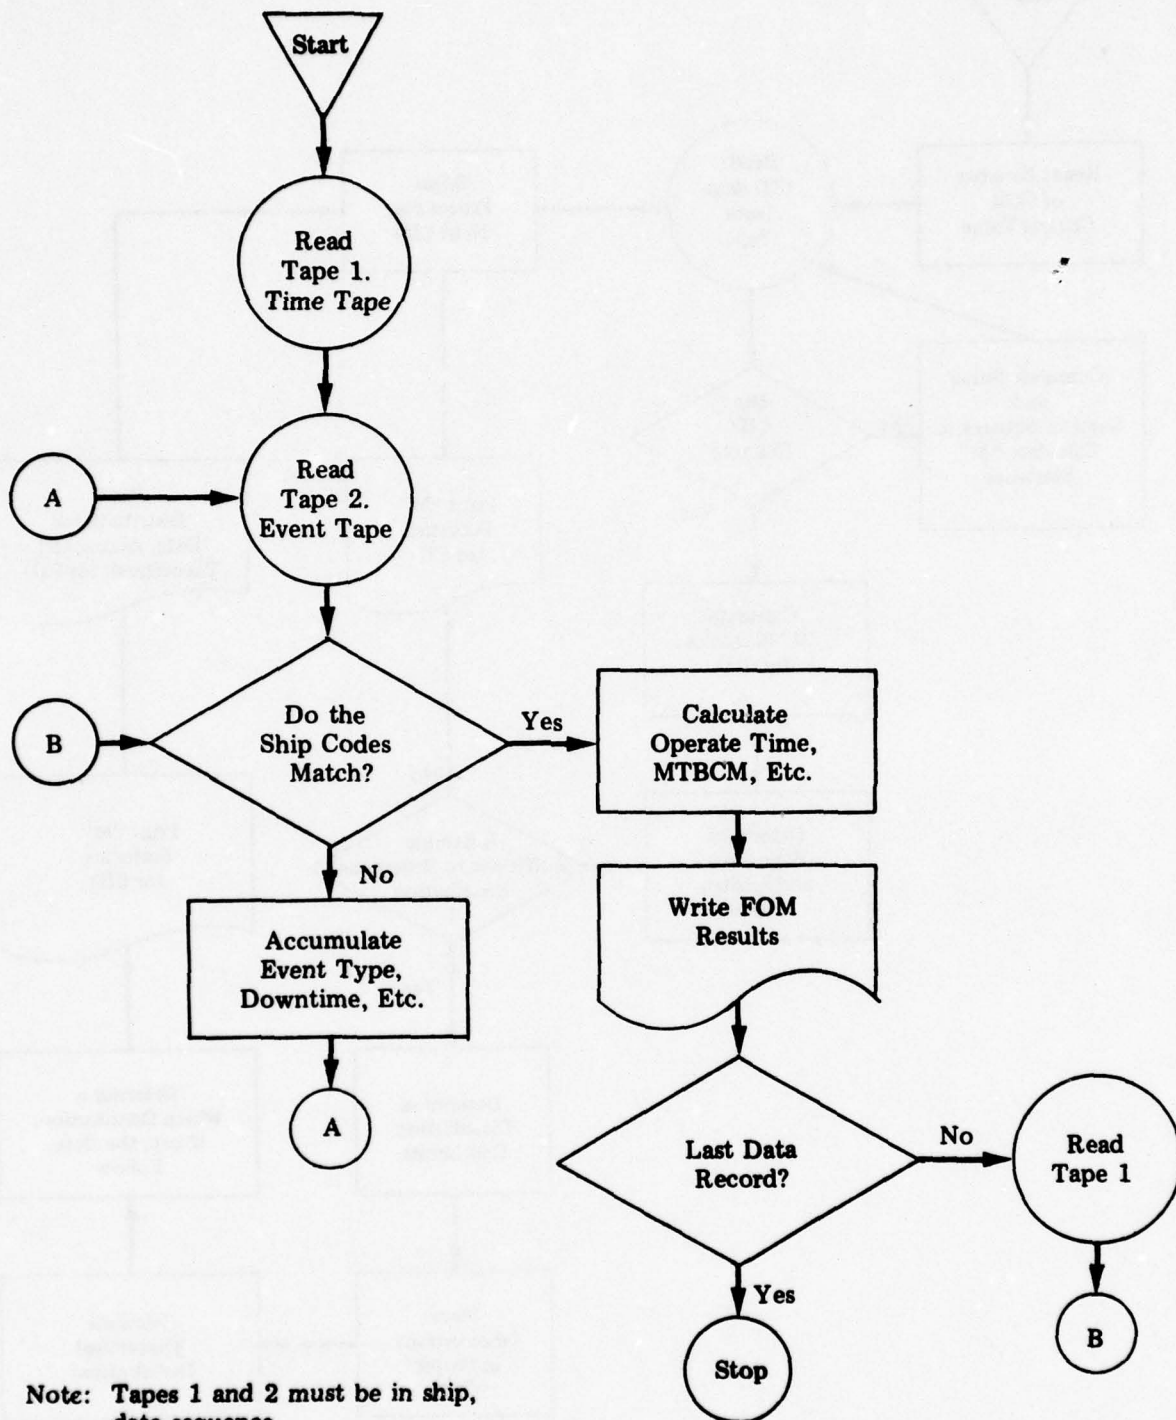 Start
Read
Tape 1.
Time Tape
A
Read
Tape 2.
Event Tape
B
Do the
Ship Codes
Match?
Yes
Calculate
Operate Time,
MTBCM, Etc.
No
Accumulate
Event Type,
Downtime, Etc.
A
Write FOM
Results
Last Data
Record?
No
Read
Tape 1
B
Yes
Stop
Note: Tapes 1 and 2 must be in ship,
date sequence